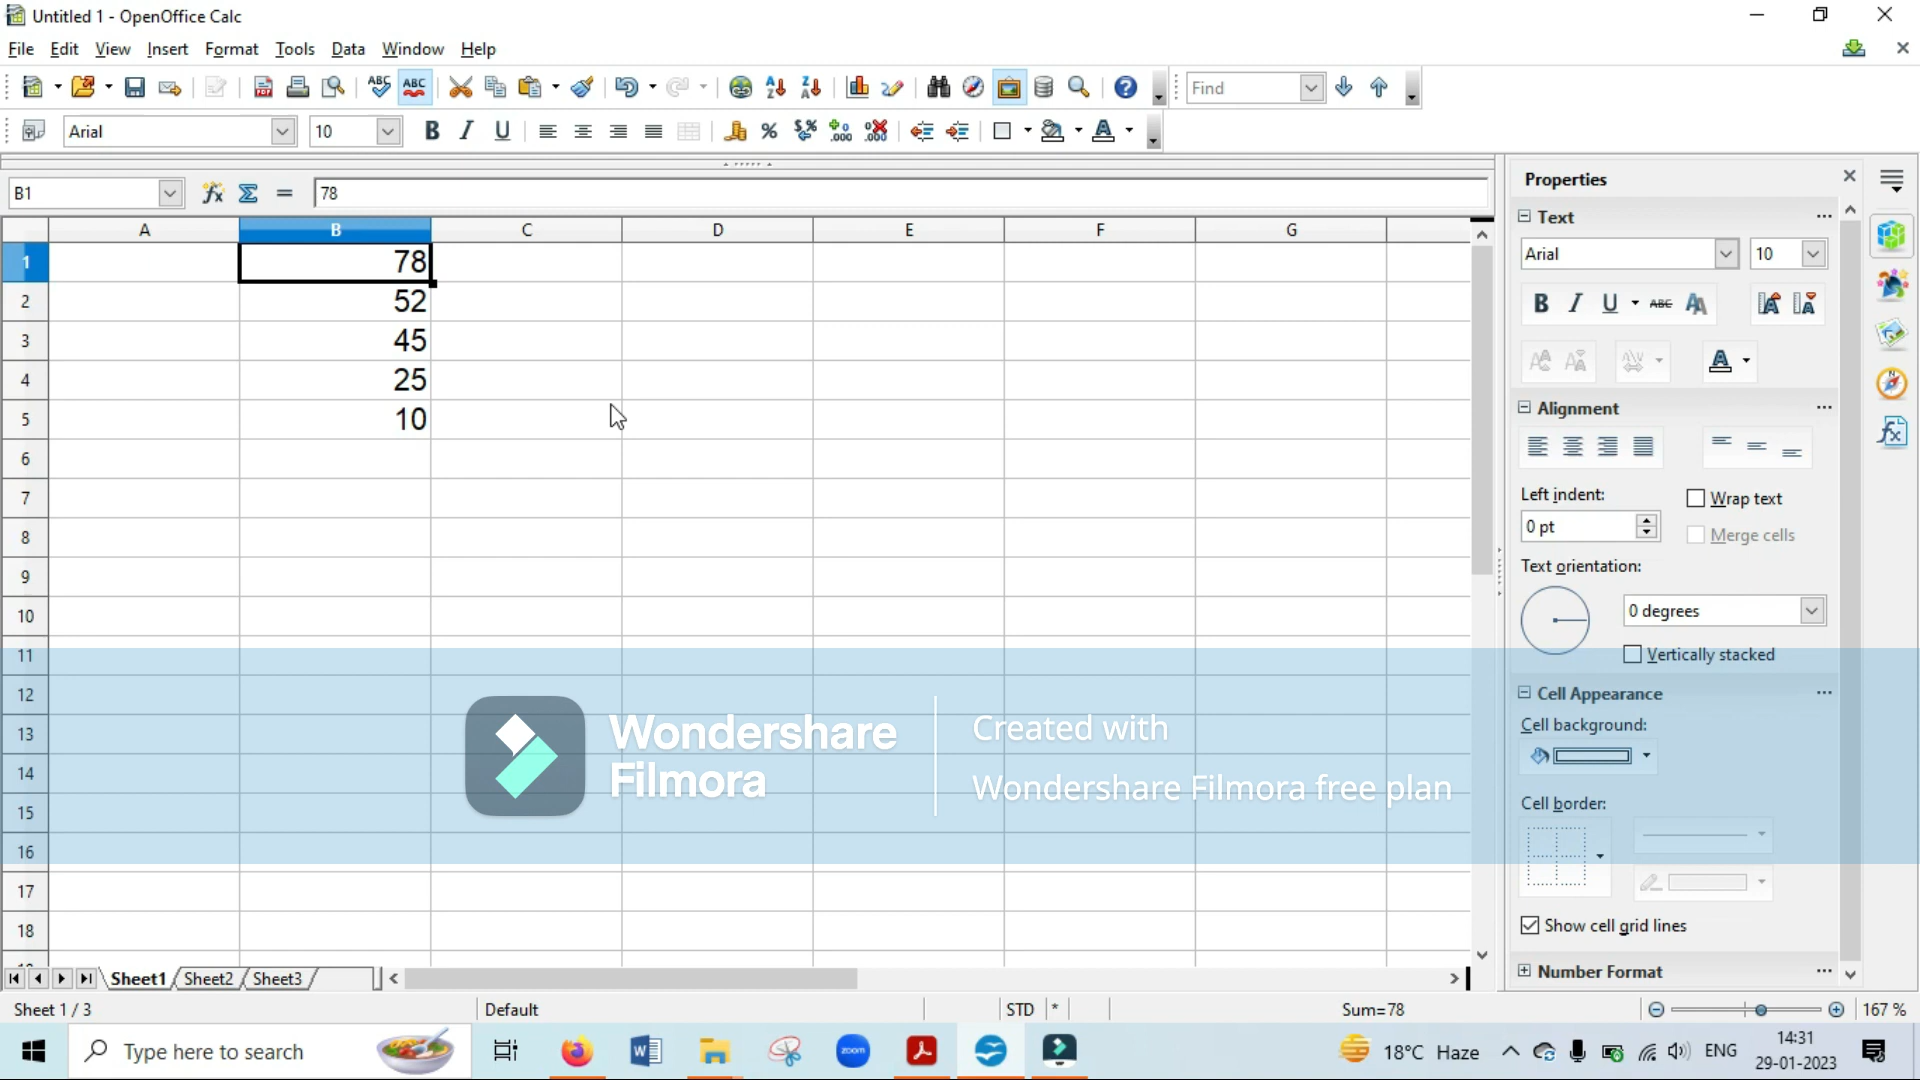 Untitled 1 - OpenOffice Calc
File Edit View Insert Format Tools Data Window Help
ABC ABC Find
Arial 10
B1 78
A B C D E F G
1 78
2 52
3 45
4 25
5 10
6
7
8
9
10
11
12
13
14
15
16
17
18
Properties
Text
Arial 10
Alignment
Left indent: Wrap text
0 pt Merge cells
Text orientation:
0 degrees
Vertically stacked
Cell Appearance
Cell background:
Cell border:
Show cell grid lines
Number Format
Wondershare
Filmora
Created with
Wondershare Filmora free plan
Sheet1 Sheet2 Sheet3
Sheet 1 / 3 Default STD * Sum=78 167 %
Type here to search zoom 18°C Haze ENG 14:31
29-01-2023